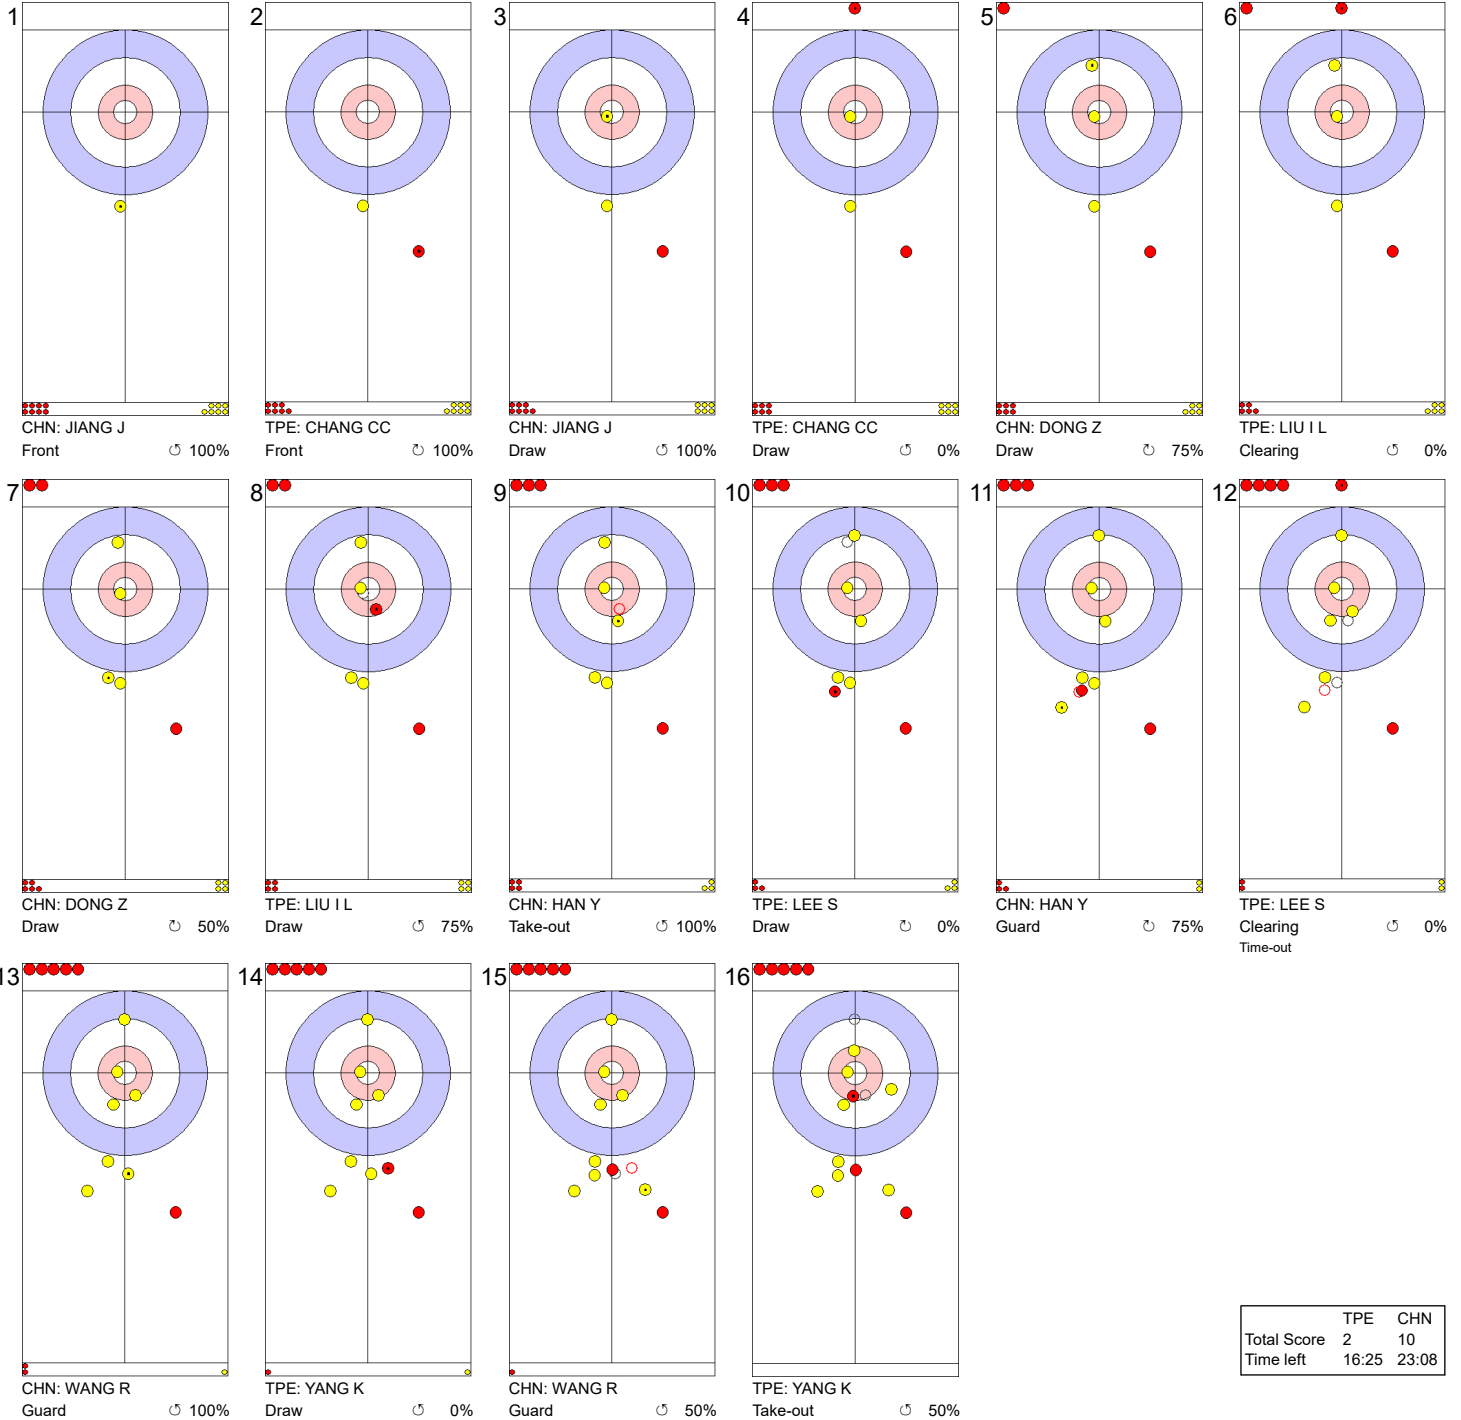 1
CHN: JIANG J
Front ↺ 100%
2
TPE: CHANG CC
Front ↻ 100%
3
CHN: JIANG J
Draw ↺ 100%
4
TPE: CHANG CC
Draw ↺ 0%
5
CHN: DONG Z
Draw ↻ 75%
6
TPE: LIU I L
Clearing ↺ 0%
7
CHN: DONG Z
Draw ↻ 50%
8
TPE: LIU I L
Draw ↺ 75%
9
CHN: HAN Y
Take-out ↺ 100%
10
TPE: LEE S
Draw ↻ 0%
11
CHN: HAN Y
Guard ↺ 75%
12
TPE: LEE S
Clearing ↺ 0%
Time-out
13
CHN: WANG R
Guard ↺ 100%
14
TPE: YANG K
Draw ↺ 0%
15
CHN: WANG R
Guard ↺ 50%
16
TPE: YANG K
Take-out ↺ 50%
TPE CHN
Total Score 2 10
Time left 16:25 23:08